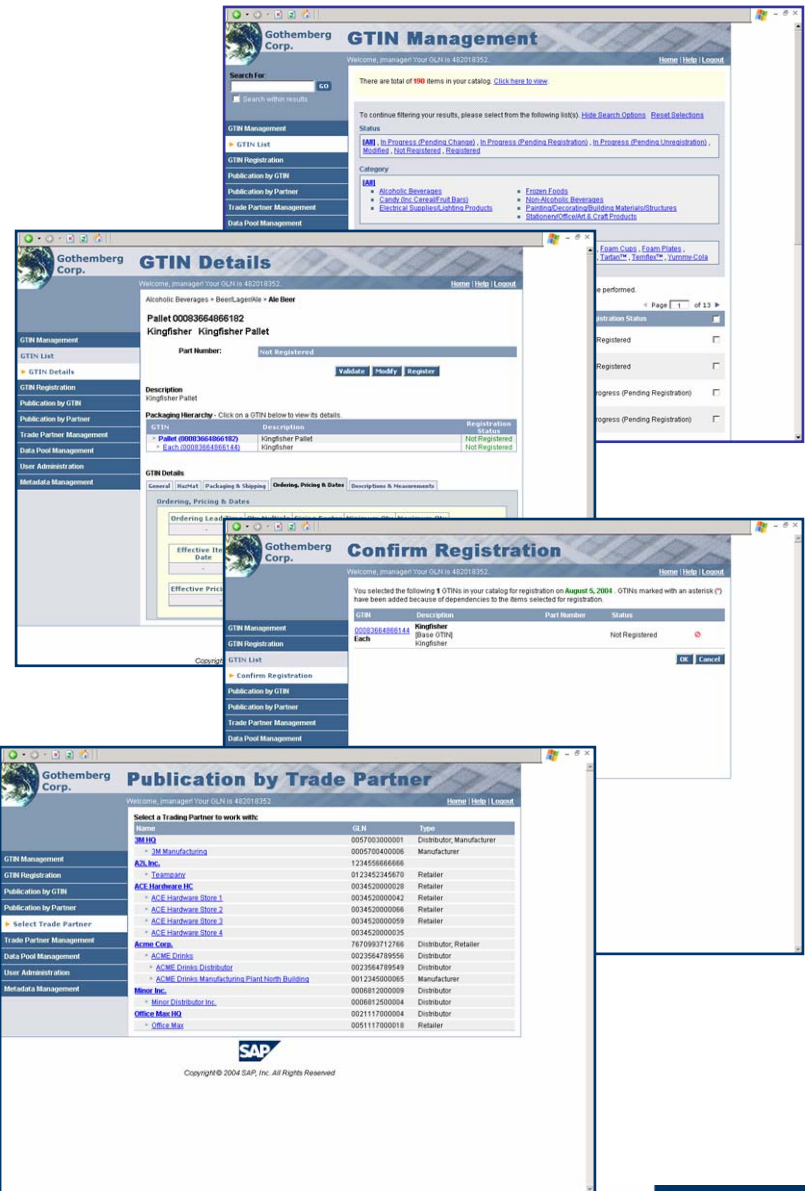 Gothemberg
Corp.
GTIN Management
Welcome, jmanager! Your GLN is 482018352.
Home | Help | Logout
Search For:
GO
Search within results
There are total of 190 items in your catalog. Click here to view.
To continue filtering your results, please select from the following list(s). Hide Search Options Reset Selections
Status
[All] , In Progress (Pending Change) , In Progress (Pending Registration) , In Progress (Pending Unregistration) ,
Modified , Not Registered , Registered
Category
[All]
Alcoholic Beverages
Candy (Inc Cereal/Fruit Bars)
Electrical Supplies/Lighting Products
Frozen Foods
Non-Alcoholic Beverages
Painting/Decorating/Building Materials/Structures
Stationery/Office/Art & Craft Products
GTIN Management
GTIN List
GTIN Registration
Publication by GTIN
Publication by Partner
Trade Partner Management
Data Pool Management
, Foam Cups , Foam Plates ,
, Tartan™ , Temflex™ , Yummy-Cola
e performed.
Page 1 of 13
istration Status
Registered
Registered
rogress (Pending Registration)
rogress (Pending Registration)
Gothemberg
Corp.
GTIN Details
Welcome, jmanager! Your GLN is 482018352.
Home | Help | Logout
Alcoholic Beverages » Beer/Lager/Ale » Ale Beer
Pallet 00083664866182
Kingfisher Kingfisher Pallet
Part Number: Not Registered
Validate Modify Register
Description
Kingfisher Pallet
Packaging Hierarchy - Click on a GTIN below to view its details.
GTIN Description Registration Status
Pallet (00083664866182) Kingfisher Pallet Not Registered
Each (00083664866144) Kingfisher Not Registered
GTIN Details
General HazMat Packaging & Shipping Ordering, Pricing & Dates Descriptions & Measurements
Ordering, Pricing & Dates
Ordering Lead Time
Effective Ite
Date
Effective Prici
Copyrigh
GTIN Management
GTIN List
GTIN Details
GTIN Registration
Publication by GTIN
Publication by Partner
Trade Partner Management
Data Pool Management
User Administration
Metadata Management
Gothemberg
Corp.
Confirm Registration
Welcome, jmanager! Your GLN is 482018352.
Home | Help | Logout
You selected the following 1 GTINs in your catalog for registration on August 5, 2004 . GTINs marked with an asterisk (*)
have been added because of dependencies to the items selected for registration.
GTIN Description Part Number Status
00083664866144 Kingfisher
Each [Base GTIN] Not Registered
Kingfisher
OK Cancel
GTIN Management
GTIN Registration
GTIN List
Confirm Registration
Publication by GTIN
Publication by Partner
Trade Partner Management
Data Pool Management
Gothemberg
Corp.
Publication by Trade Partner
Welcome, jmanager! Your GLN is 482018352.
Home | Help | Logout
Select a Trading Partner to work with:
Name GLN Type
3M HQ 0057003000001 Distributor, Manufacturer
3M Manufacturing 0005700400006 Manufacturer
A2i, Inc. 1234556666666
Teampany 0123452345670 Retailer
ACE Hardware HC 0034520000028 Retailer
ACE Hardware Store 1 0034520000042 Retailer
ACE Hardware Store 2 0034520000066 Retailer
ACE Hardware Store 3 0034520000059 Retailer
ACE Hardware Store 4 0034520000035
Acme Corp. 7670993712766 Distributor, Retailer
ACME Drinks 0023564789556 Distributor
ACME Drinks Distributor 0023564789549 Distributor
ACME Drinks Manufacturing Plant North Building 0012345000065 Manufacturer
Minor Inc. 0006812000009 Distributor
Minor Distributor Inc. 0006812500004 Distributor
Office Max HQ 0021117000004 Distributor
Office Max 0051117000018 Retailer
GTIN Management
GTIN Registration
Publication by GTIN
Publication by Partner
Select Trade Partner
Trade Partner Management
Data Pool Management
User Administration
Metadata Management
SAP
Copyright© 2004 SAP, Inc. All Rights Reserved